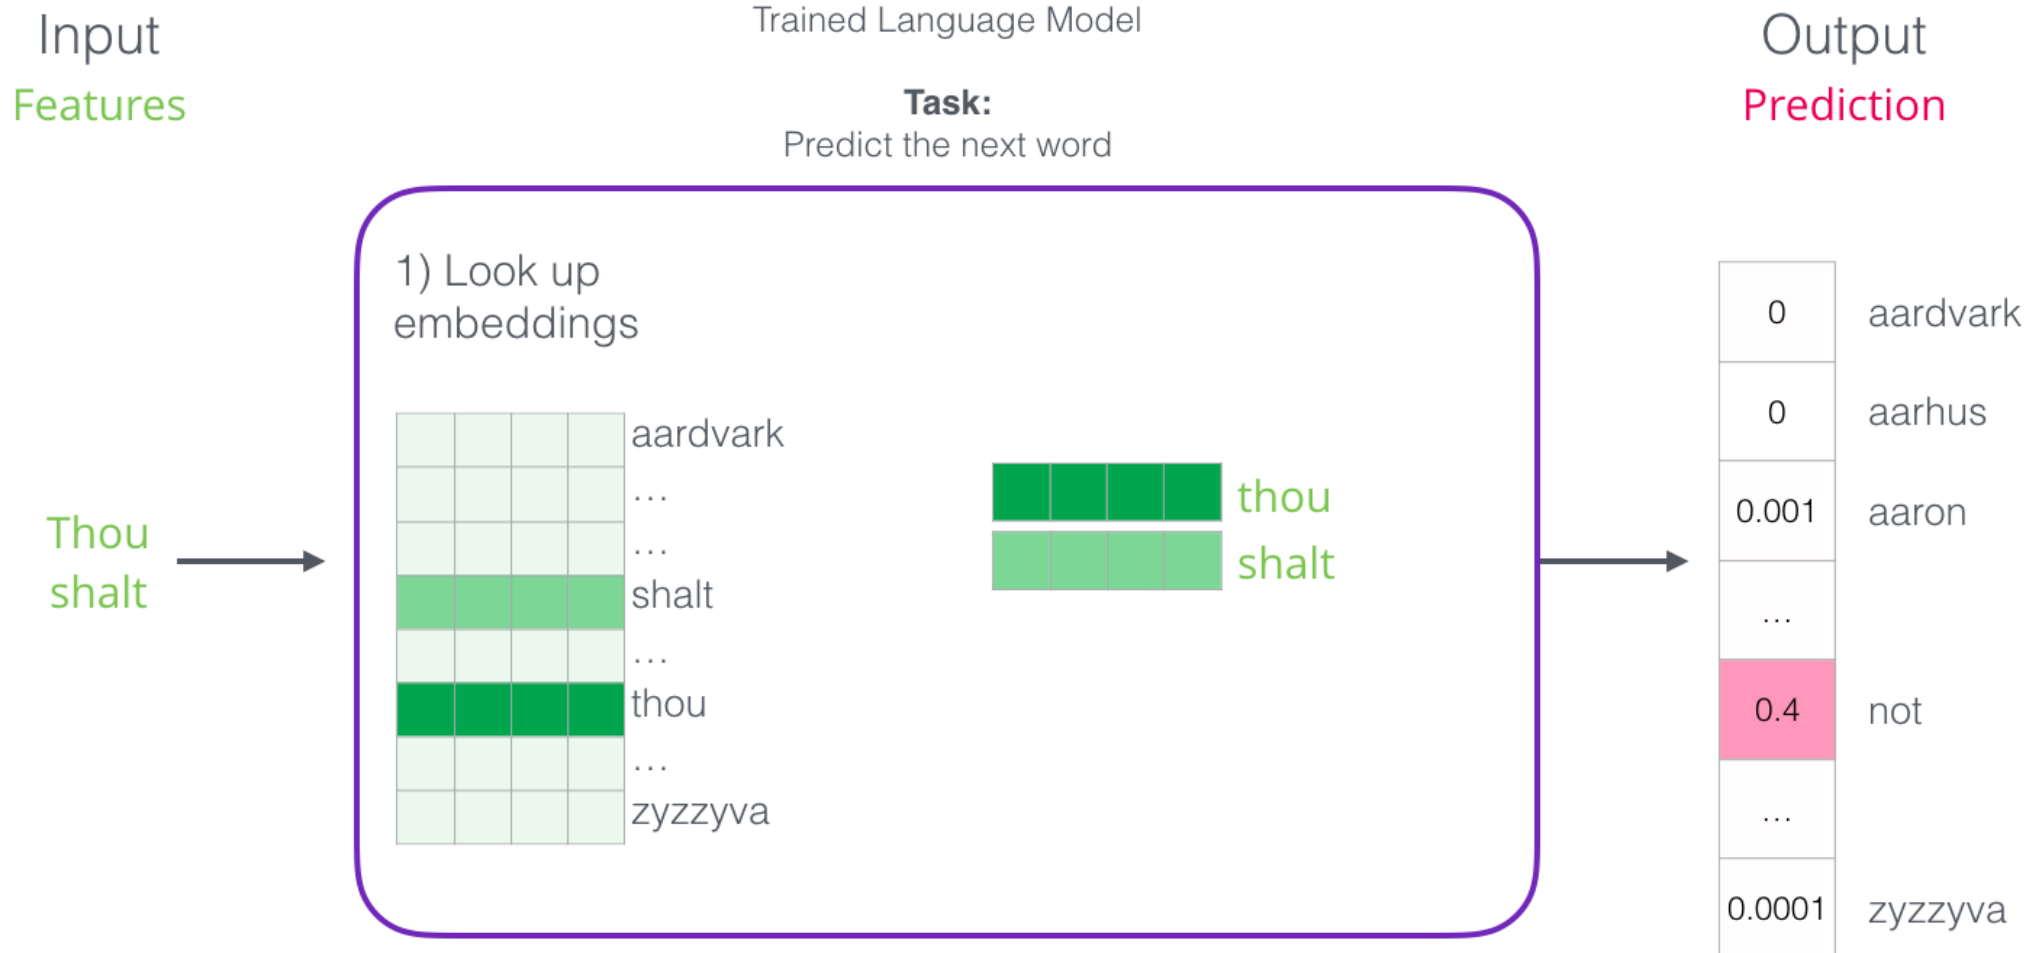 Input
Features
Trained Language Model
Task:
Predict the next word
Output
Prediction
Thou
shalt
1) Look up
embeddings
aardvark
...
...
shalt
...
thou
...
zyzzyva
thou
shalt
0 aardvark
0 aarhus
0.001 aaron
...
0.4 not
...
0.0001 zyzzyva